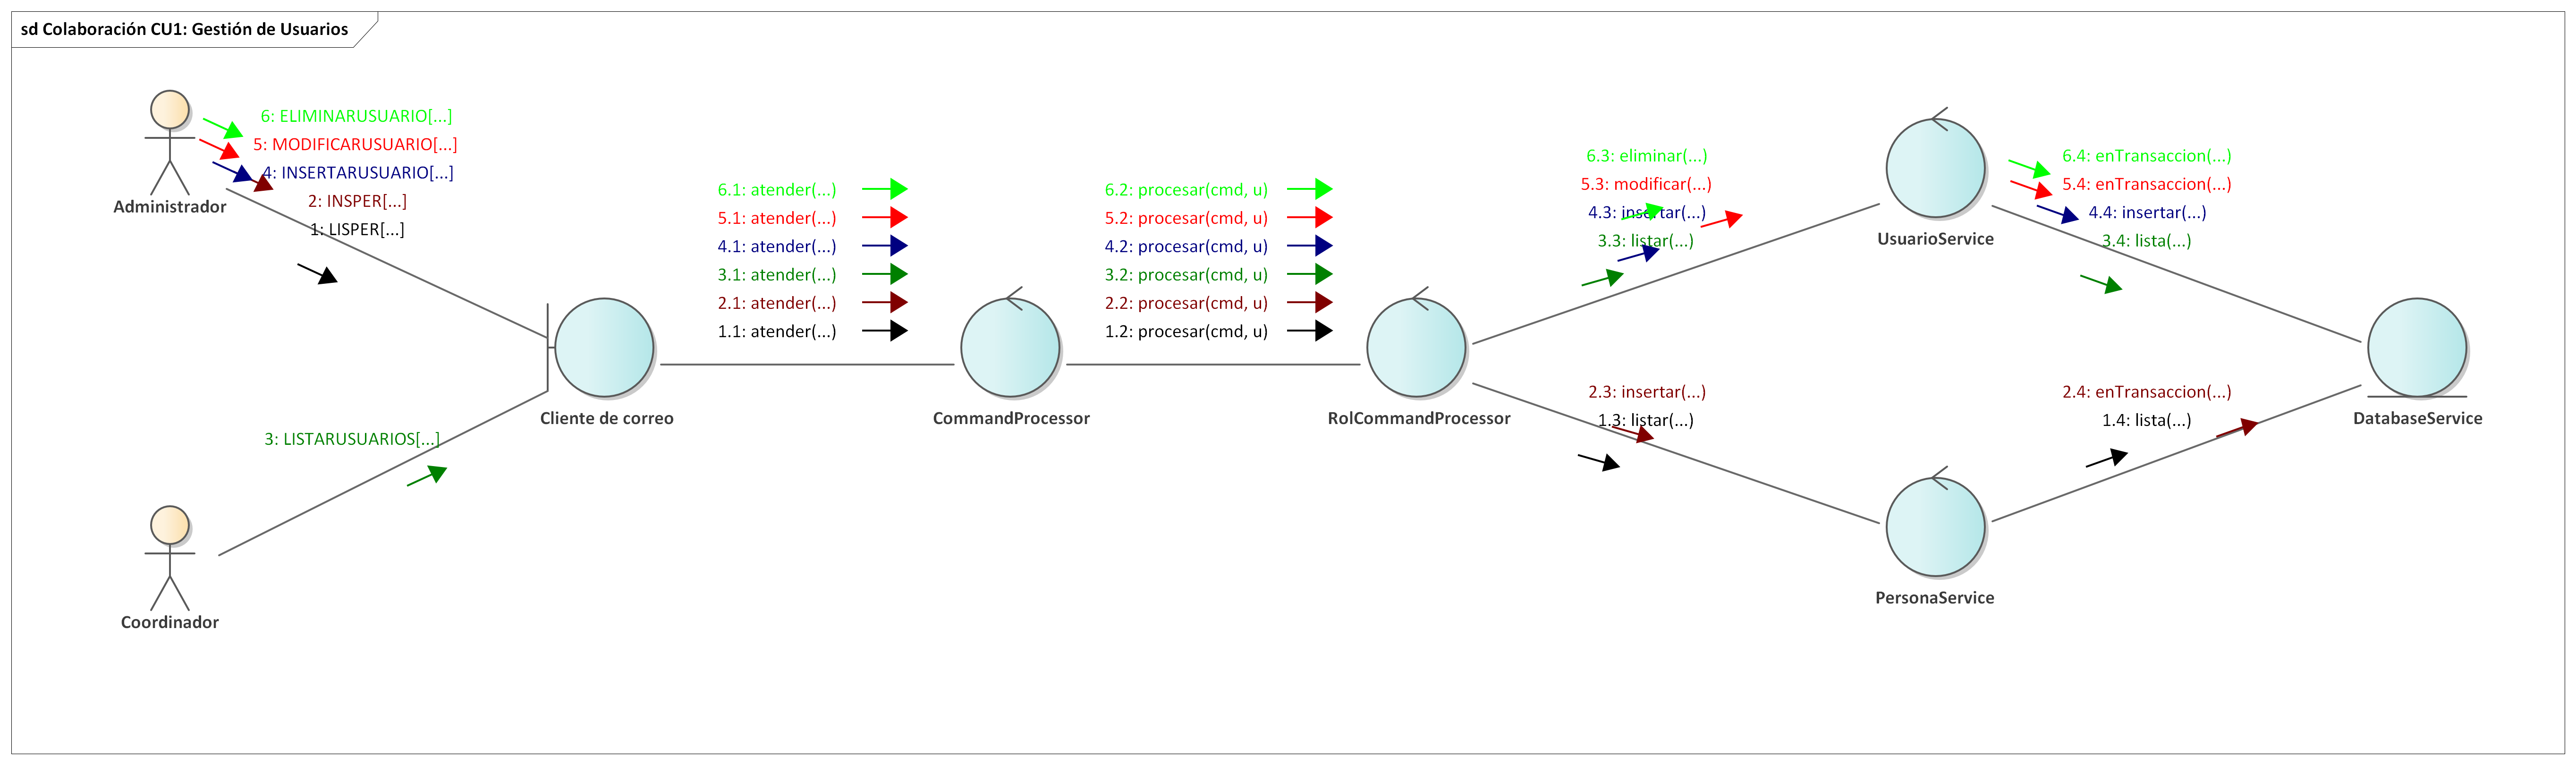 sd Colaboración CU1: Gestión de Usuarios
6: ELIMINARUSUARIO[...]
5: MODIFICARUSUARIO[...]
4: INSERTARUSUARIO[...]
2: INSPER[...]
1: LISPER[...]
Administrador
3: LISTARUSUARIOS[...]
Coordinador
Cliente de correo
6.1: atender(...)
5.1: atender(...)
4.1: atender(...)
3.1: atender(...)
2.1: atender(...)
1.1: atender(...)
CommandProcessor
6.2: procesar(cmd, u)
5.2: procesar(cmd, u)
4.2: procesar(cmd, u)
3.2: procesar(cmd, u)
2.2: procesar(cmd, u)
1.2: procesar(cmd, u)
RolCommandProcessor
6.3: eliminar(...)
5.3: modificar(...)
4.3: insertar(...)
3.3: listar(...)
2.3: insertar(...)
1.3: listar(...)
UsuarioService
PersonaService
6.4: enTransaccion(...)
5.4: enTransaccion(...)
4.4: insertar(...)
3.4: lista(...)
2.4: enTransaccion(...)
1.4: lista(...)
DatabaseService